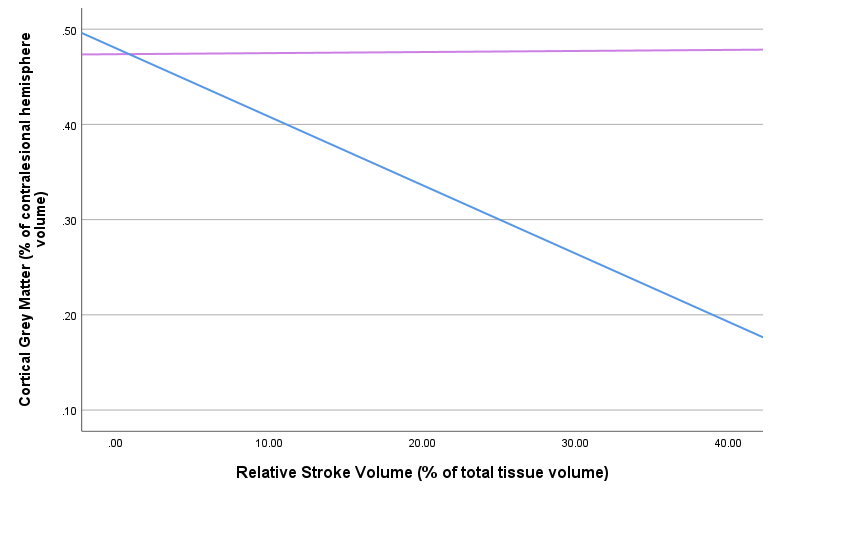 .50
.40
.30
.20
.10
Cortical Grey Matter (% of contralesional hemisphere
volume)
.00 10.00 20.00 30.00 40.00
Relative Stroke Volume (% of total tissue volume)